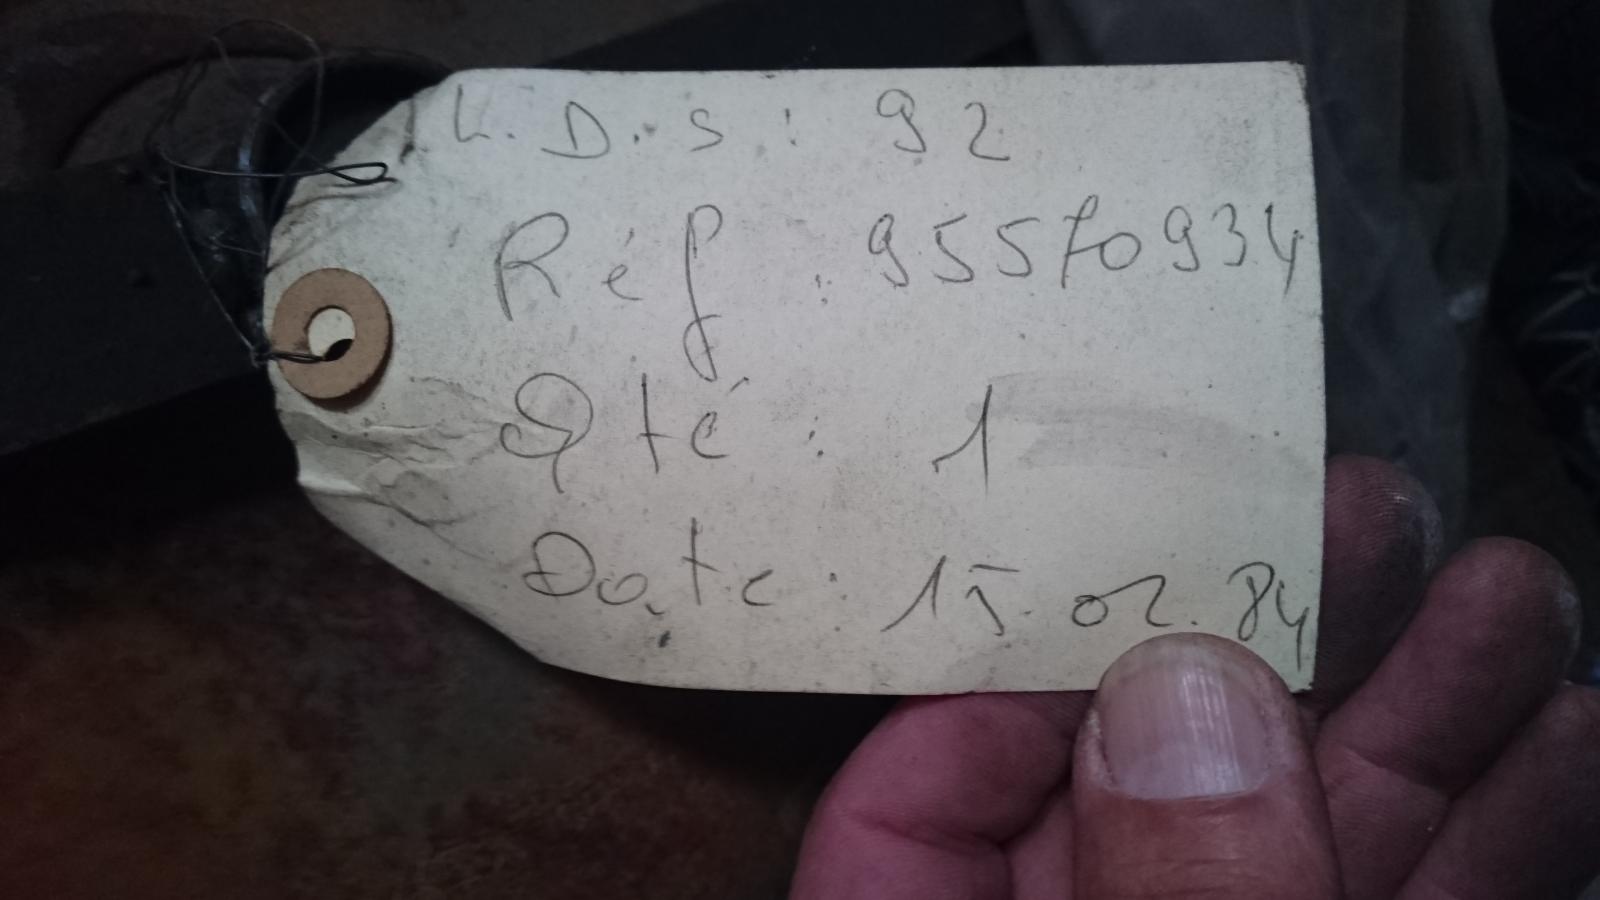 L.D.S : 92
Réf : 95570934
Qté : 1
Date : 15.02.84